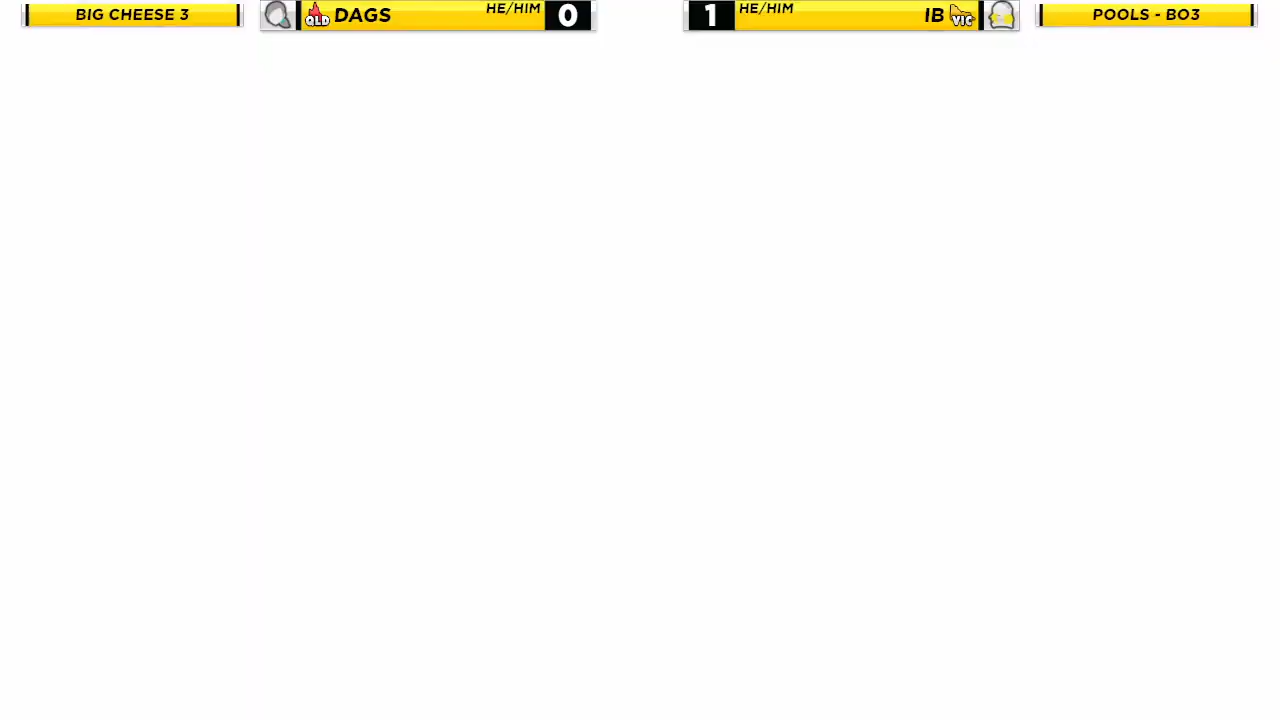 BIG CHEESE 3
QLD DAGS HE/HIM 0
1 HE/HIM IB VIC
POOLS - BO3